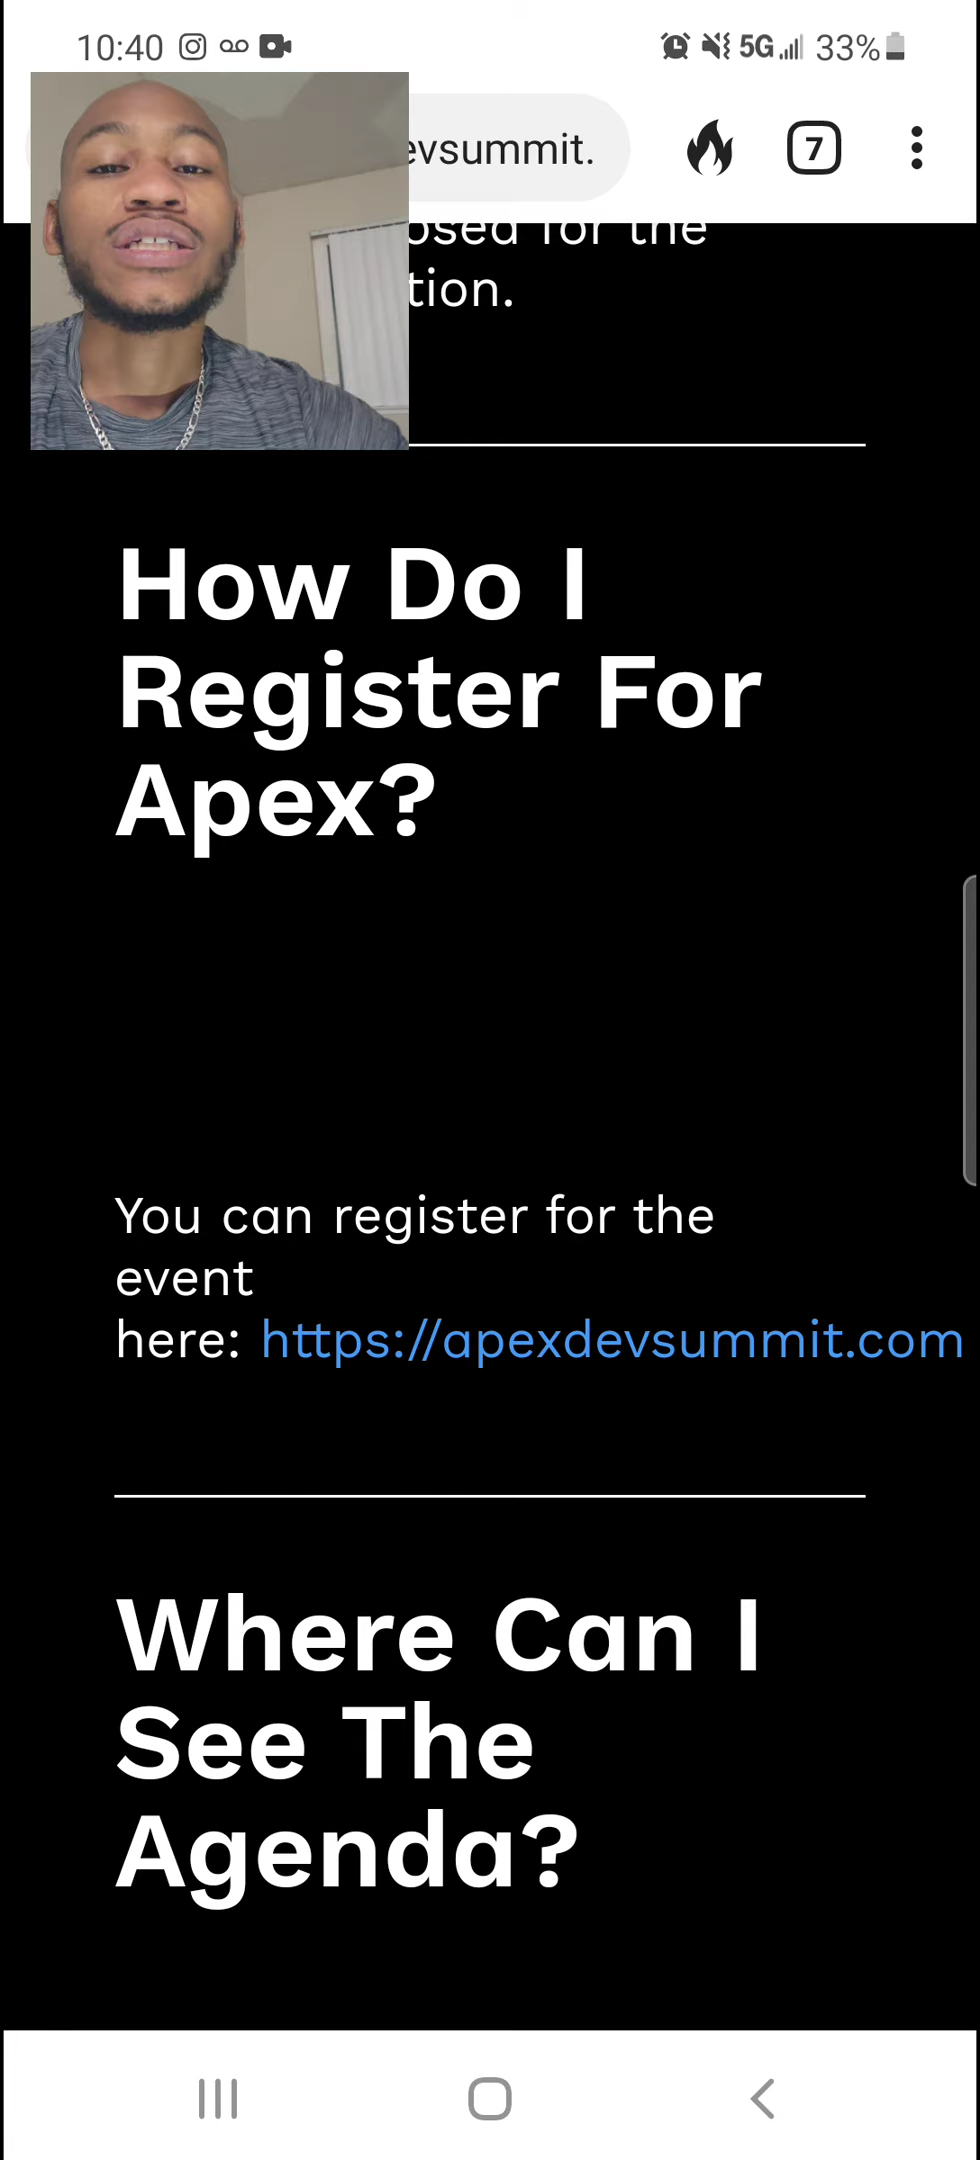 10:40 5G 33%
evsummit. 7
osed for the
tion.
How Do I
Register For
Apex?
You can register for the
event
here: https://apexdevsummit.com
Where Can I
See The
Agenda?